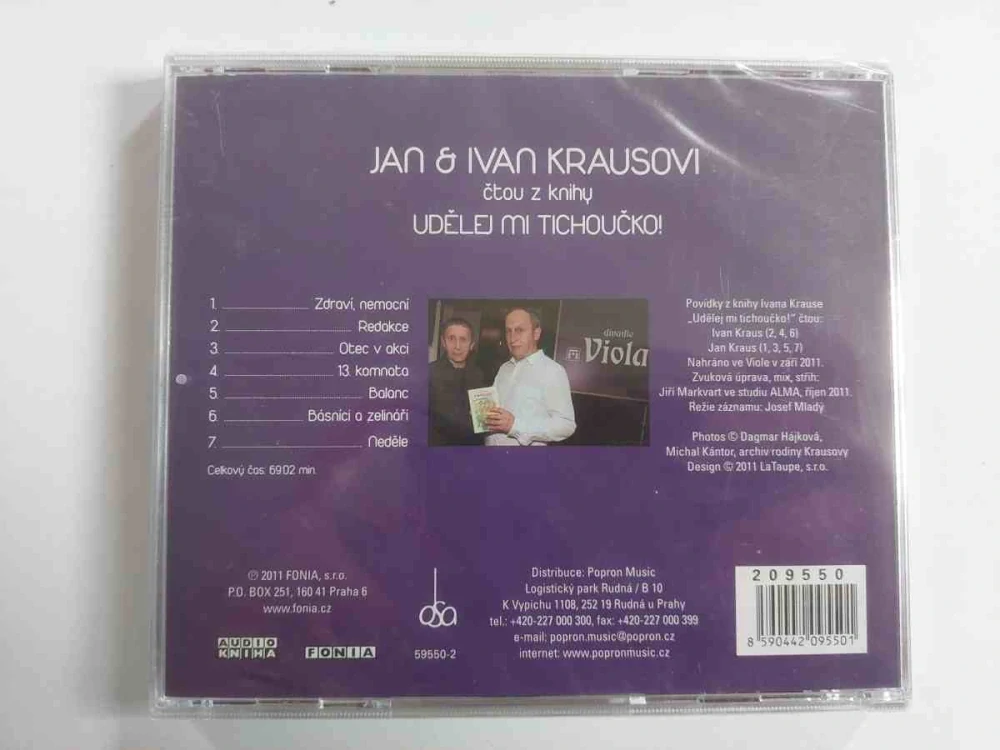 JAN & IVAN KRAUSOVI
čtou z knihy
UDĚLEJ MI TICHOUČKO!
1. Zdraví, nemocní
2. Redakce
3. Otec v akci
4. 13. komnata
5. Balanc
6. Básníci a zelináři
7. Neděle
Celkový čas: 69:02 min.
divadlo
Viola
Povídky z knihy Ivana Krause
„Udělej mi tichoučko!" čtou:
Ivan Kraus (2, 4, 6)
Jan Kraus (1, 3, 5, 7)
Nahráno ve Viole v září 2011.
Zvuková úprava, mix, střih:
Jiří Markvart ve studiu ALMA, říjen 2011.
Režie záznamu: Josef Mladý
Photos © Dagmar Hájková,
Michal Kántor, archiv rodiny Krausovy
Design © 2011 LaTaupe, s.r.o.
℗ 2011 FONIA, s.r.o.
P.O. BOX 251, 160 41 Praha 6
www.fonia.cz
AUDIO
KNIHA
FONIA
osa
59550-2
Distribuce: Popron Music
Logistický park Rudná / B 10
K Vypichu 1108, 252 19 Rudná u Prahy
tel.: +420-227 000 300, fax: +420-227 000 399
e-mail: popron.music@popron.cz
internet: www.popronmusic.cz
209550
8 590442 095501